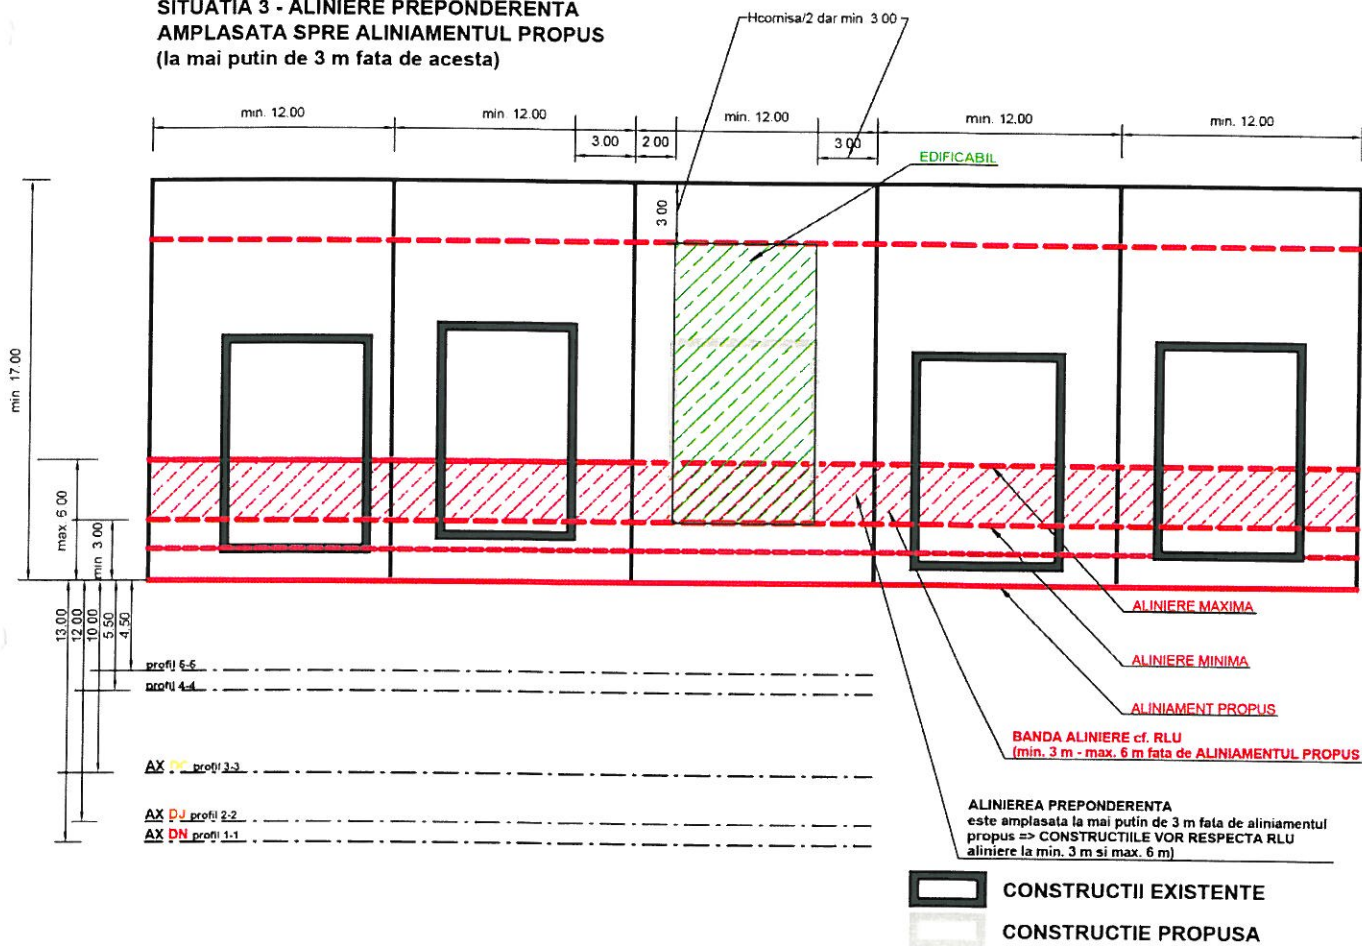 SITUATIA 3 - ALINIERE PREPONDERENTA
AMPLASATA SPRE ALINIAMENTUL PROPUS
(la mai putin de 3 m fata de acesta)
Hcornisa/2 dar min 3 00
min. 12.00
min. 12.00
min. 12.00
min. 12.00
min. 12.00
3.00
2 00
3 00
EDIFICABIL
3 00
min 17.00
max 6 00
min 3 00
13.00
12 00
10 00
5 50
4.50
profil 4-4
AX DC profil 3-3
AX DJ profil 2-2
AX DN profil 1-1
ALINIERE MAXIMA
ALINIERE MINIMA
ALINIAMENT PROPUS
BANDA ALINIERE cf. RLU
(min. 3 m - max. 6 m fata de ALINIAMENTUL PROPUS
ALINIEREA PREPONDERENTA
este amplasata la mai putin de 3 m fata de aliniamentul
propus => CONSTRUCTIILE VOR RESPECTA RLU
aliniere la min. 3 m si max. 6 m)
CONSTRUCTII EXISTENTE
CONSTRUCTIE PROPUSA